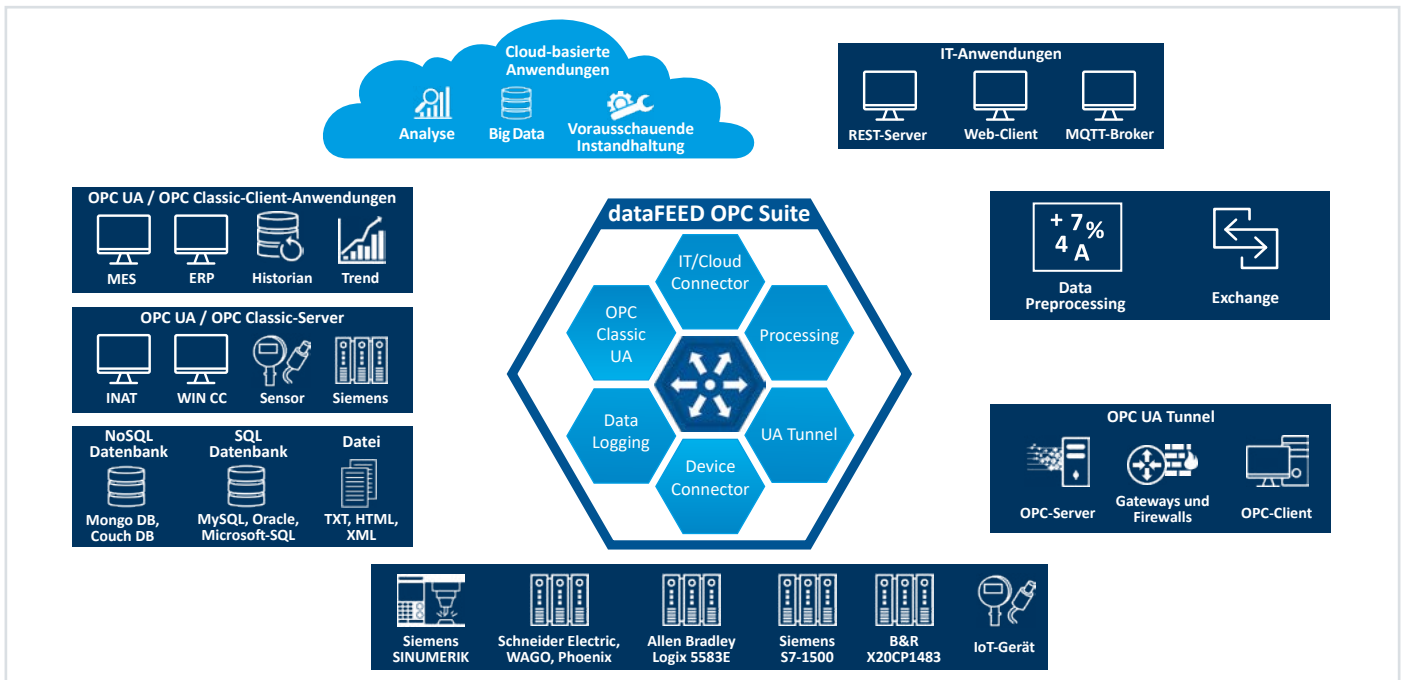 Cloud-basierte
Anwendungen
Analyse
Big Data
Vorausschauende
Instandhaltung
IT-Anwendungen
REST-Server
Web-Client
MQTT-Broker
OPC UA / OPC Classic-Client-Anwendungen
MES
ERP
Historian
Trend
OPC UA / OPC Classic-Server
INAT
WIN CC
Sensor
Siemens
NoSQL
Datenbank
Mongo DB,
Couch DB
SQL
Datenbank
MySQL, Oracle,
Microsoft-SQL
Datei
TXT, HTML,
XML
dataFEED OPC Suite
IT/Cloud
Connector
OPC
Classic
UA
Processing
Data
Logging
UA Tunnel
Device
Connector
+ 7%
4 A
Data
Preprocessing
Exchange
OPC UA Tunnel
OPC-Server
Gateways und
Firewalls
OPC-Client
Siemens
SINUMERIK
Schneider Electric,
WAGO, Phoenix
Allen Bradley
Logix 5583E
Siemens
S7-1500
B&R
X20CP1483
IoT-Gerät